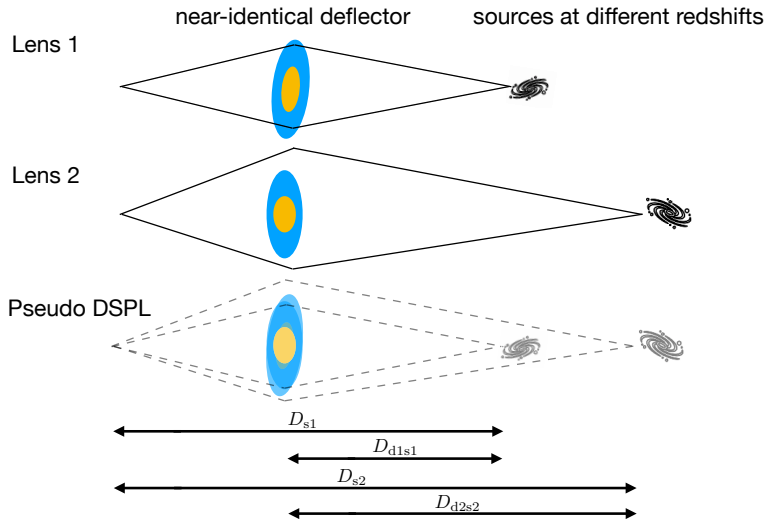 near-identical deflector sources at different redshifts
Lens 1
Lens 2
Pseudo DSPL
D_s1
D_d1s1
D_s2
D_d2s2